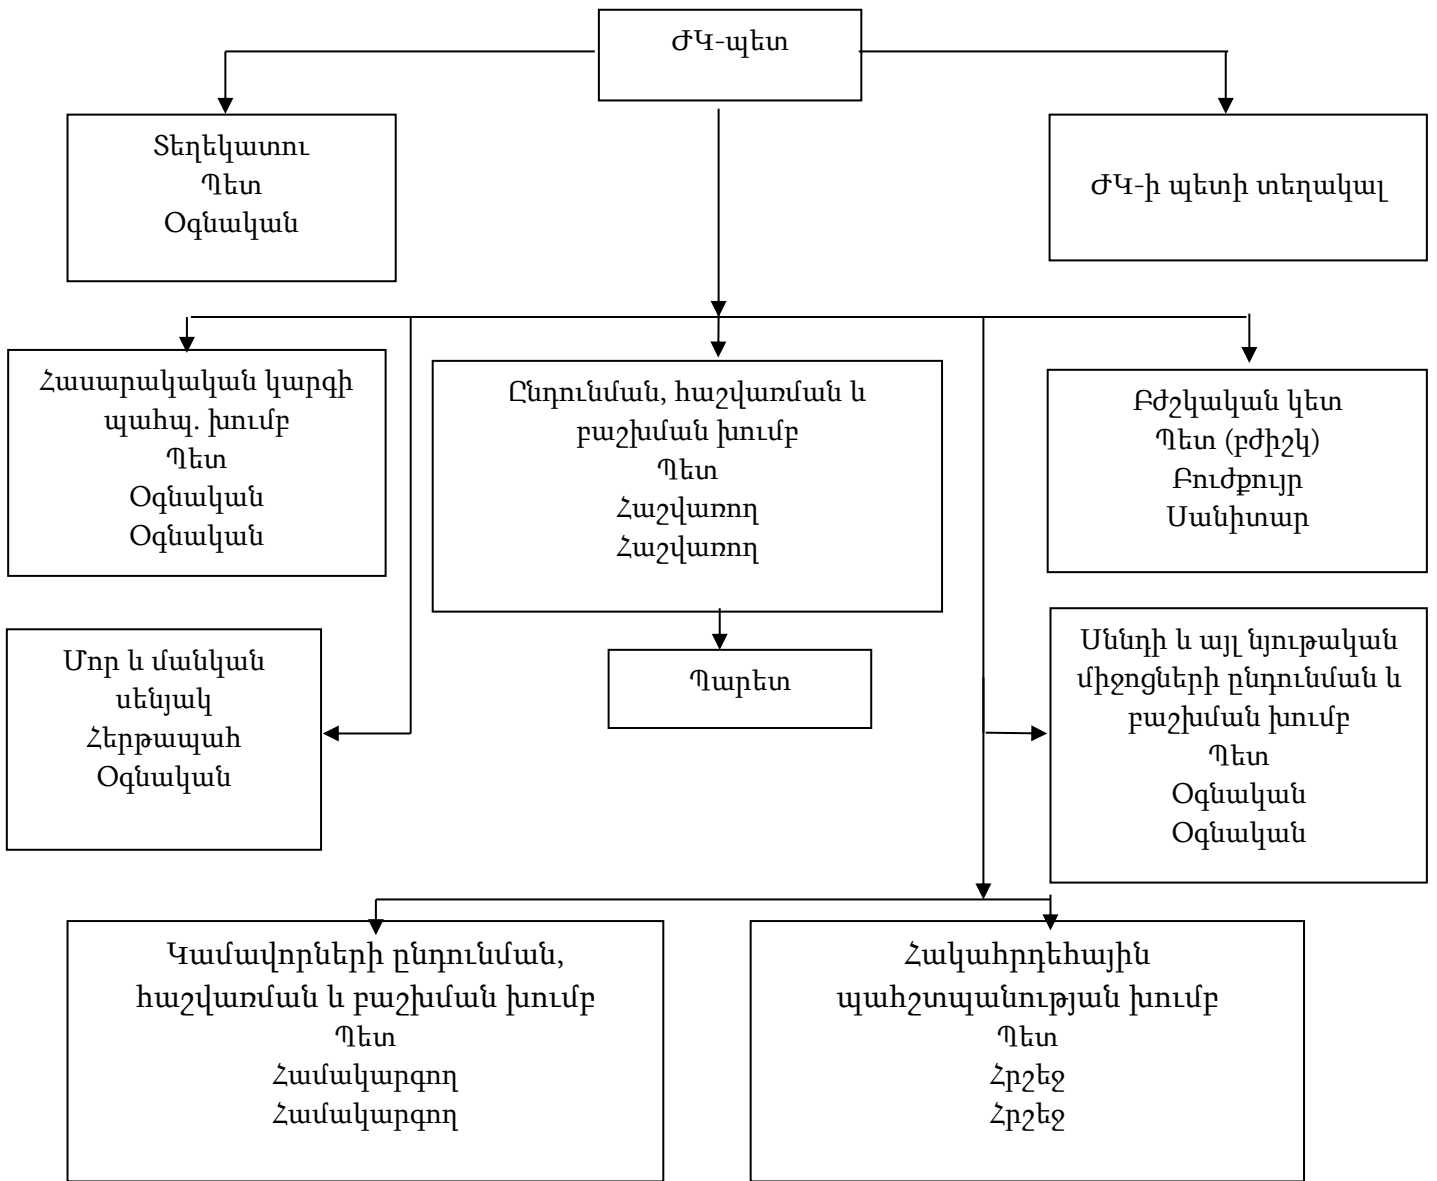 ԺԿ-պետ
Տեղեկատու
Պետ
Օգնական
ԺԿ-ի պետի տեղակալ
Հասարակական կարգի
պահպ. խումբ
Պետ
Օգնական
Օգնական
Ընդունման, հաշվառման և
բաշխման խումբ
Պետ
Հաշվառող
Հաշվառող
Բժշկական կետ
Պետ (բժիշկ)
Բուժքույր
Սանիտար
Մոր և մանկան
սենյակ
Հերթապահ
Օգնական
Պարետ
Սննդի և այլ նյութական
միջոցների ընդունման և
բաշխման խումբ
Պետ
Օգնական
Օգնական
Կամավորների ընդունման,
հաշվառման և բաշխման խումբ
Պետ
Համակարգող
Համակարգող
Հակահրդեհային
պահշտպանության խումբ
Պետ
Հրշեջ
Հրշեջ